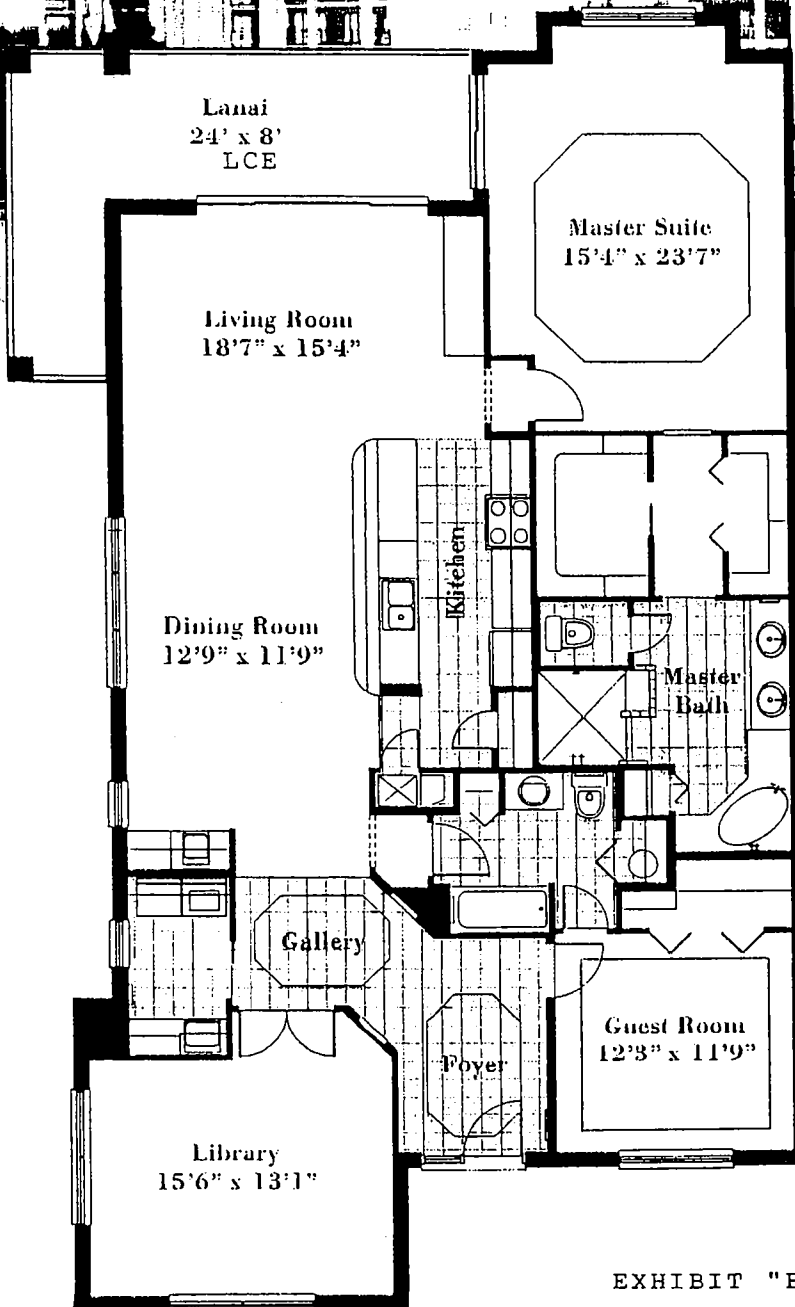 Lanai
24' x 8'
LCE
Master Suite
15'4" x 23'7"
Living Room
18'7" x 15'4"
Kitchen
Dining Room
12'9" x 11'9"
Master
Bath
Gallery
Guest Room
12'3" x 11'9"
Foyer
Library
15'6" x 13'1"
EXHIBIT "E